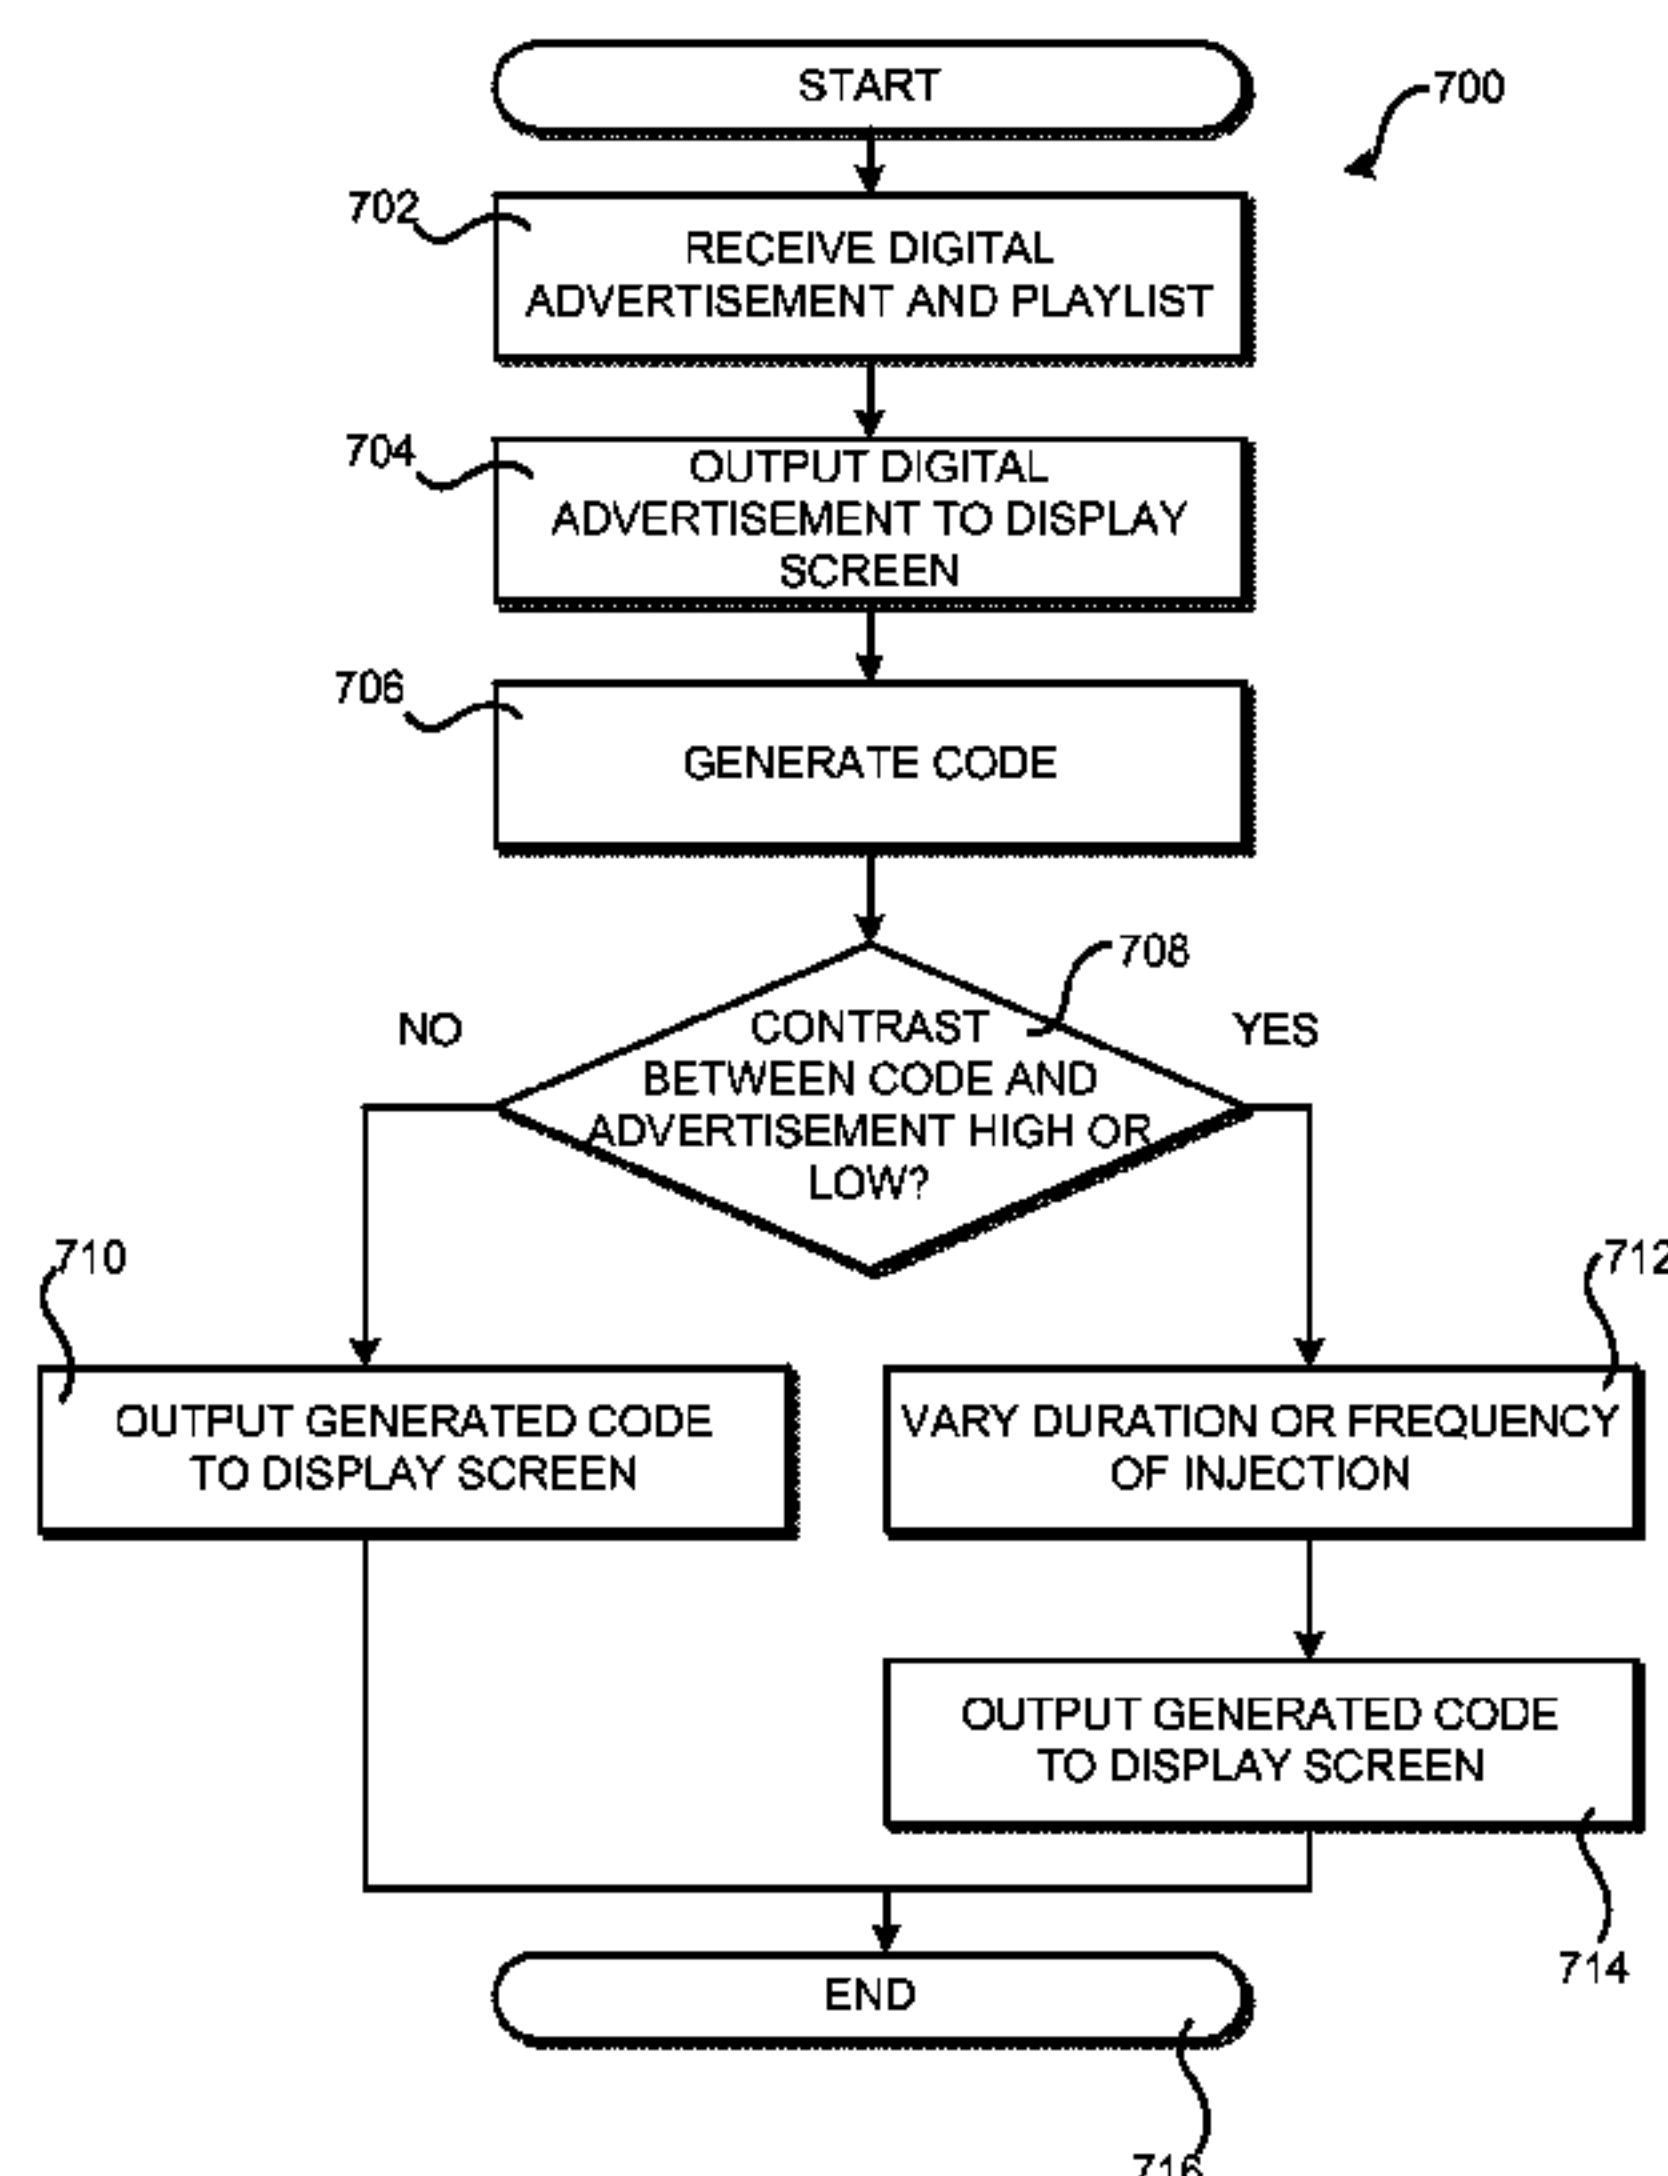 START
700
702
RECEIVE DIGITAL
ADVERTISEMENT AND PLAYLIST
704
OUTPUT DIGITAL
ADVERTISEMENT TO DISPLAY
SCREEN
706
GENERATE CODE
708
NO
YES
CONTRAST
BETWEEN CODE AND
ADVERTISEMENT HIGH OR
LOW?
710
712
OUTPUT GENERATED CODE
TO DISPLAY SCREEN
VARY DURATION OR FREQUENCY
OF INJECTION
OUTPUT GENERATED CODE
TO DISPLAY SCREEN
714
END
716